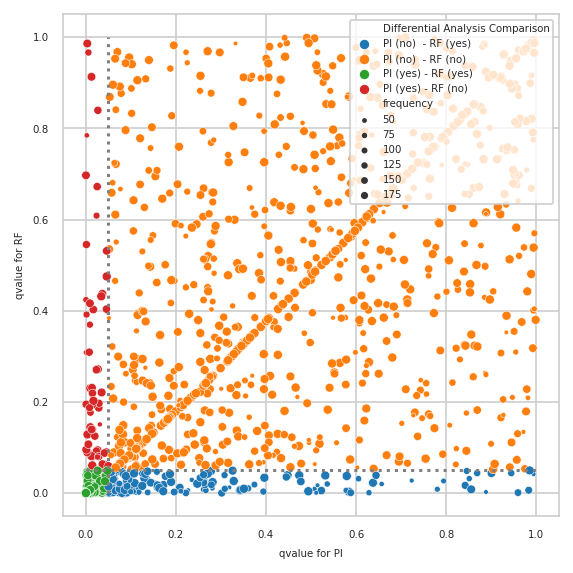 Differential Analysis Comparison
PI (no)  - RF (yes)
PI (no)  - RF (no)
PI (yes) - RF (yes)
PI (yes) - RF (no)
frequency
50
75
100
125
150
175
1.0
0.8
0.6
0.4
0.2
0.0
qvalue for RF
0.0 0.2 0.4 0.6 0.8 1.0
qvalue for PI